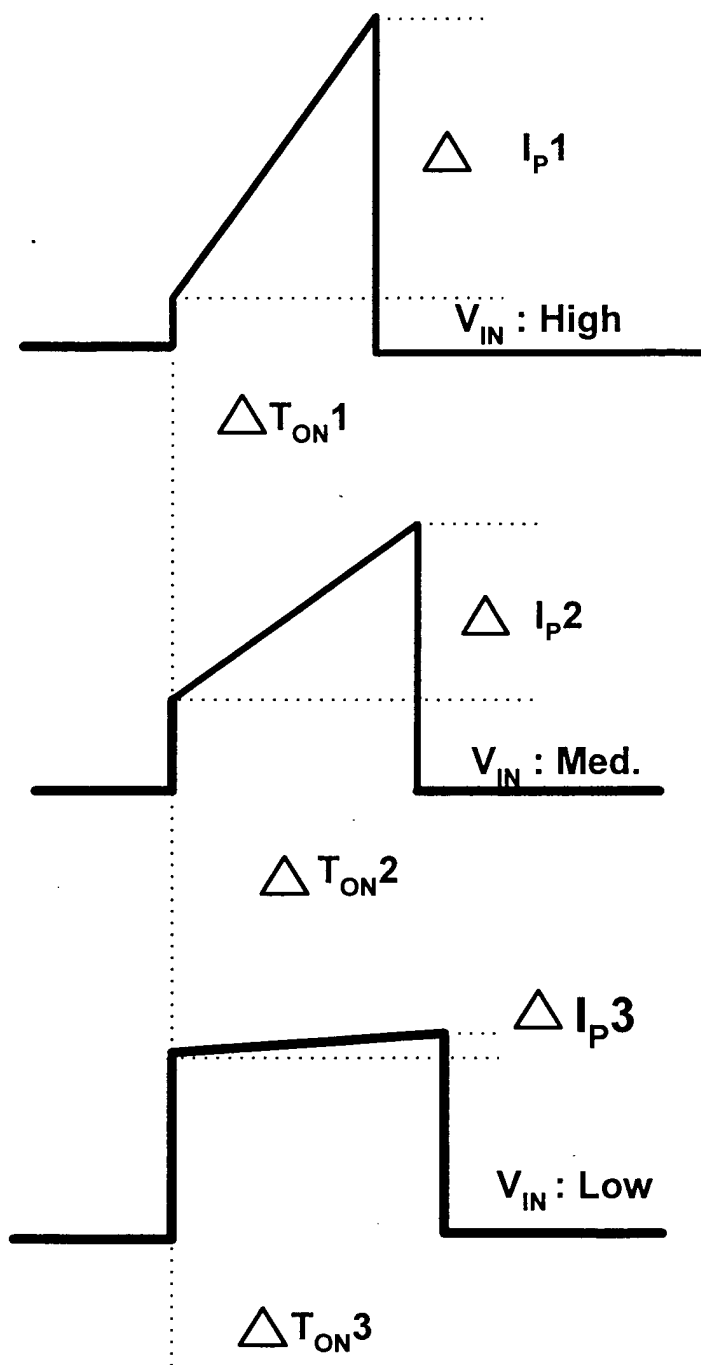 △ I_P1
V_IN : High
△T_ON1
△ I_P2
V_IN : Med.
△ T_ON2
△ I_P3
V_IN : Low
△ T_ON3